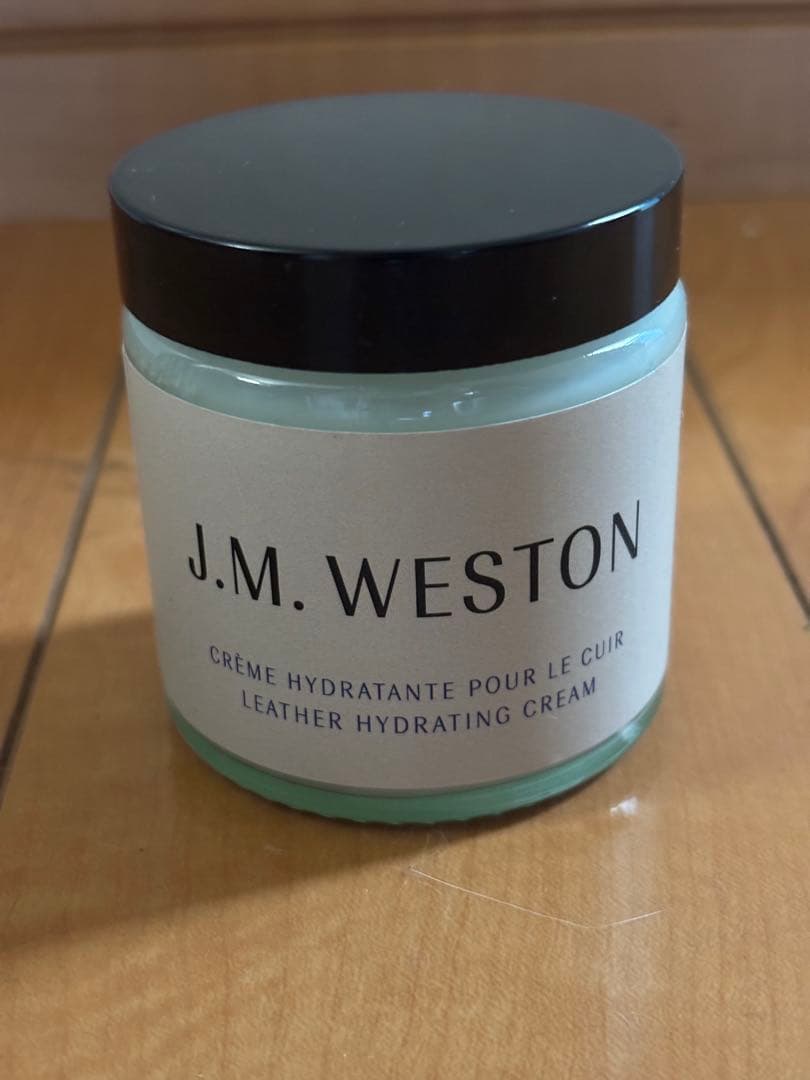 J.M. WESTON
CRÈME HYDRATANTE POUR LE CUIR
LEATHER HYDRATING CREAM